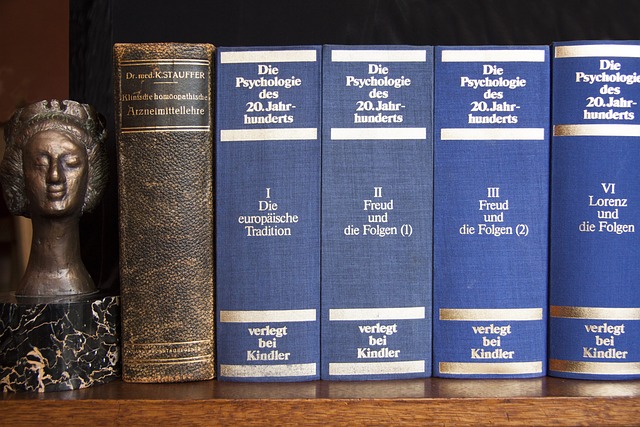 Dr. med. K. STAUFFER
Klinische homöopathische
Arzneimittellehre
Die
Psychologie
des
20. Jahr-
hunderts
I
Die
europäische
Tradition
verlegt
bei
Kindler
Die
Psychologie
des
20. Jahr-
hunderts
II
Freud
und
die Folgen (1)
verlegt
bei
Kindler
Die
Psychologie
des
20. Jahr-
hunderts
III
Freud
und
die Folgen (2)
verlegt
bei
Kindler
Die
Psychologie
des
20. Jahr-
hunderts
VI
Lorenz
und
die Folgen
verlegt
bei
Kindler